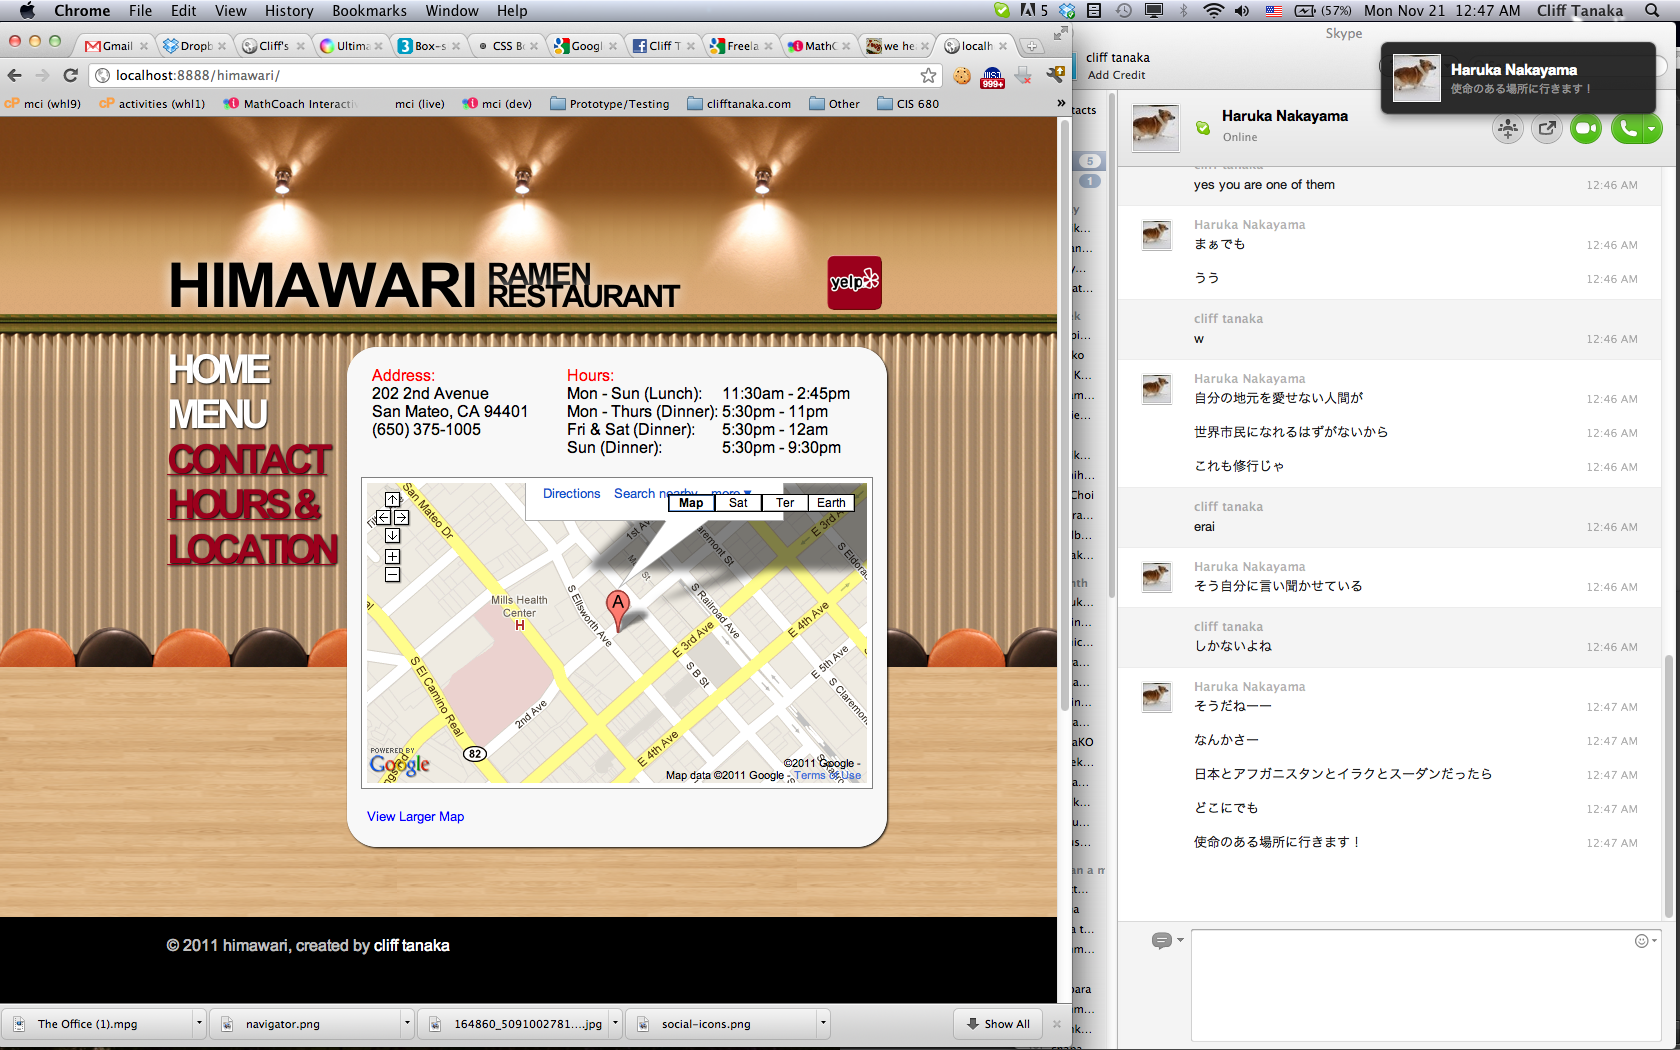 Chrome File Edit View History Bookmarks Window Help
5 (57%) Mon Nov 21 12:47 AM Cliff Tanaka
Gmail Dropb Cliff's Ultima Box-s CSS Bo Googl Cliff T Freela MathC we he localh
localhost:8888/himawari/
999+
mci (whl9) activities (whl1) MathCoach Interacti mci (live) mci (dev) Prototype/Testing clifftanaka.com Other CIS 680 »
HIMAWARI RAMEN
RESTAURANT
yelp
HOME
MENU
CONTACT
HOURS &
LOCATION
Address:
202 2nd Avenue
San Mateo, CA 94401
(650) 375-1005
Hours:
Mon - Sun (Lunch): 11:30am - 2:45pm
Mon - Thurs (Dinner): 5:30pm - 11pm
Fri & Sat (Dinner): 5:30pm - 12am
Sun (Dinner): 5:30pm - 9:30pm
Directions Search nearby more ▼
Map Sat Ter Earth
San Mateo Dr
1st Av
E 3rd A
S Eldora
Mills Health
Center
H
A
S Ellsworth Ave
S Railroad Ave
E 3rd Ave
E 4th Ave
S B St
E 5th Ave
S Claremon
S El Camino Real
2nd Ave
82
E 4th Ave
POWERED BY
Google
©2011 Google -
Map data ©2011 Google - Terms of Use
View Larger Map
© 2011 himawari, created by cliff tanaka
The Office (1).mpg navigator.png 164860_5091002781....jpg social-icons.png Show All
Skype
cliff tanaka
Add Credit
Haruka Nakayama
使命のある場所に行きます！
tacts
5
1
Haruka Nakayama
Online
cliff tanaka
yes you are one of them 12:46 AM
Haruka Nakayama
まぁでも 12:46 AM
うう 12:46 AM
cliff tanaka
w 12:46 AM
Haruka Nakayama
自分の地元を愛せない人間が 12:46 AM
世界市民になれるはずがないから 12:46 AM
これも修行じゃ 12:46 AM
cliff tanaka
erai 12:46 AM
Haruka Nakayama
そう自分に言い聞かせている 12:46 AM
cliff tanaka
しかないよね 12:46 AM
Haruka Nakayama
そうだねーー 12:47 AM
なんかさー 12:47 AM
日本とアフガニスタンとイラクとスーダンだったら 12:47 AM
どこにでも 12:47 AM
使命のある場所に行きます！ 12:47 AM